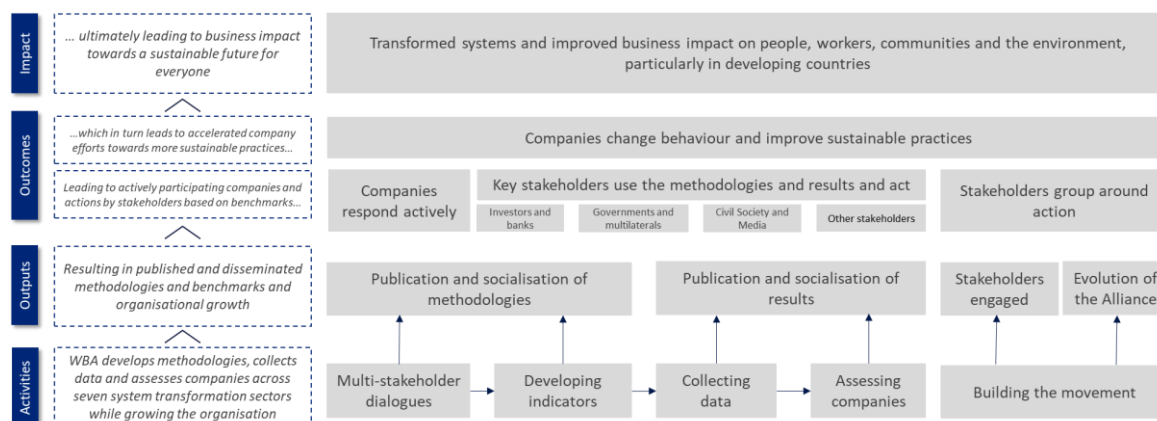 Impact
... ultimately leading to business impact
towards a sustainable future for
everyone
Transformed systems and improved business impact on people, workers, communities and the environment,
particularly in developing countries
Outcomes
...which in turn leads to accelerated company
efforts towards more sustainable practices...
Companies change behaviour and improve sustainable practices
Leading to actively participating companies and
actions by stakeholders based on benchmarks...
Companies
respond actively
Key stakeholders use the methodologies and results and act
Investors and
banks
Governments and
multilaterals
Civil Society and
Media
Other stakeholders
Stakeholders group around
action
Outputs
Resulting in published and disseminated
methodologies and benchmarks and
organisational growth
Publication and socialisation of
methodologies
Publication and socialisation of
results
Stakeholders
engaged
Evolution of
the Alliance
Activities
WBA develops methodologies, collects
data and assesses companies across
seven system transformation sectors
while growing the organisation
Multi-stakeholder
dialogues
Developing
indicators
Collecting
data
Assessing
companies
Building the movement